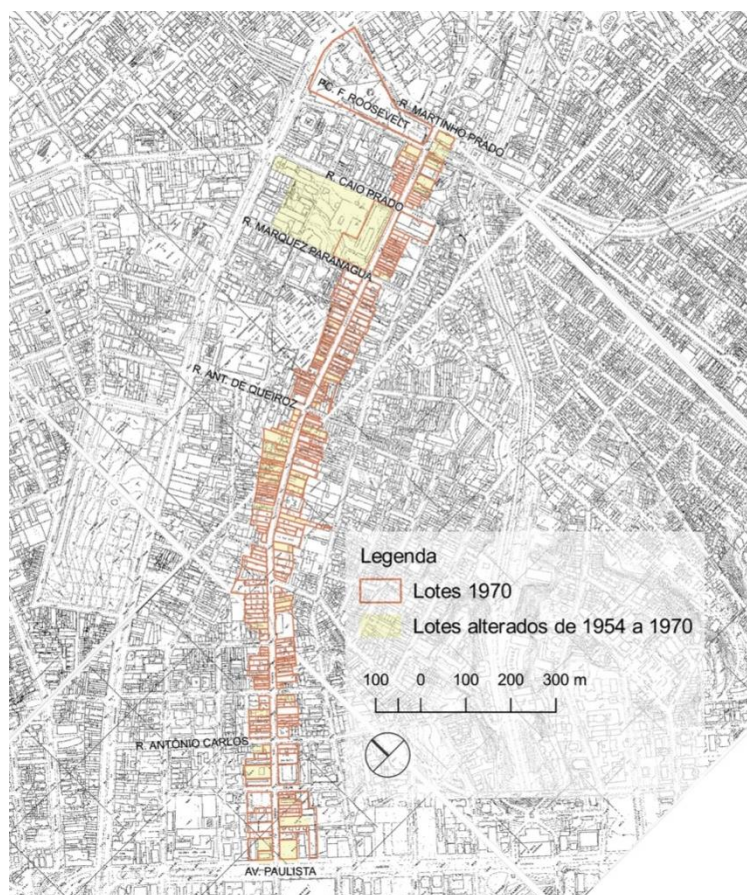 PC. F. ROOSEVELT
R. MARTINHO PRADO
R. CAIO PRADO
R. MARQUEZ PARANAGUA
R. ANT. DE QUEIROZ
Legenda
Lotes 1970
Lotes alterados de 1954 a 1970
100 0 100 200 300 m
R. ANTÔNIO CARLOS
AV. PAULISTA